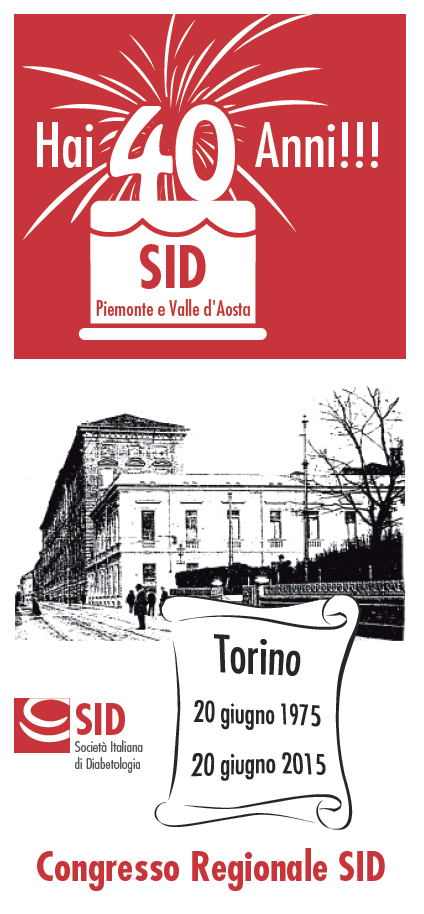 Hai 40 Anni!!!
SID
Piemonte e Valle d'Aosta
Torino
20 giugno 1975
20 giugno 2015
SID
Società Italiana
di Diabetologia
Congresso Regionale SID